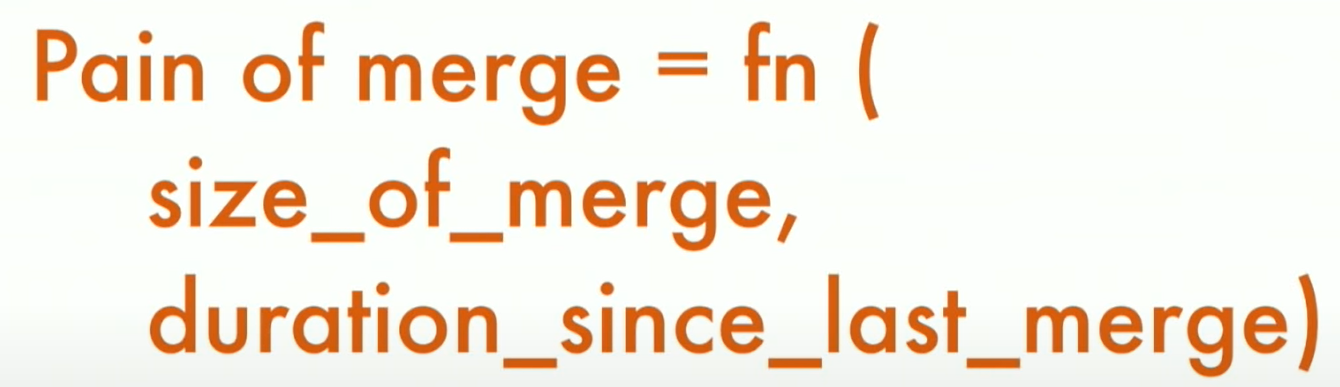 Pain of merge = fn (
size_of_merge,
duration_since_last_merge)